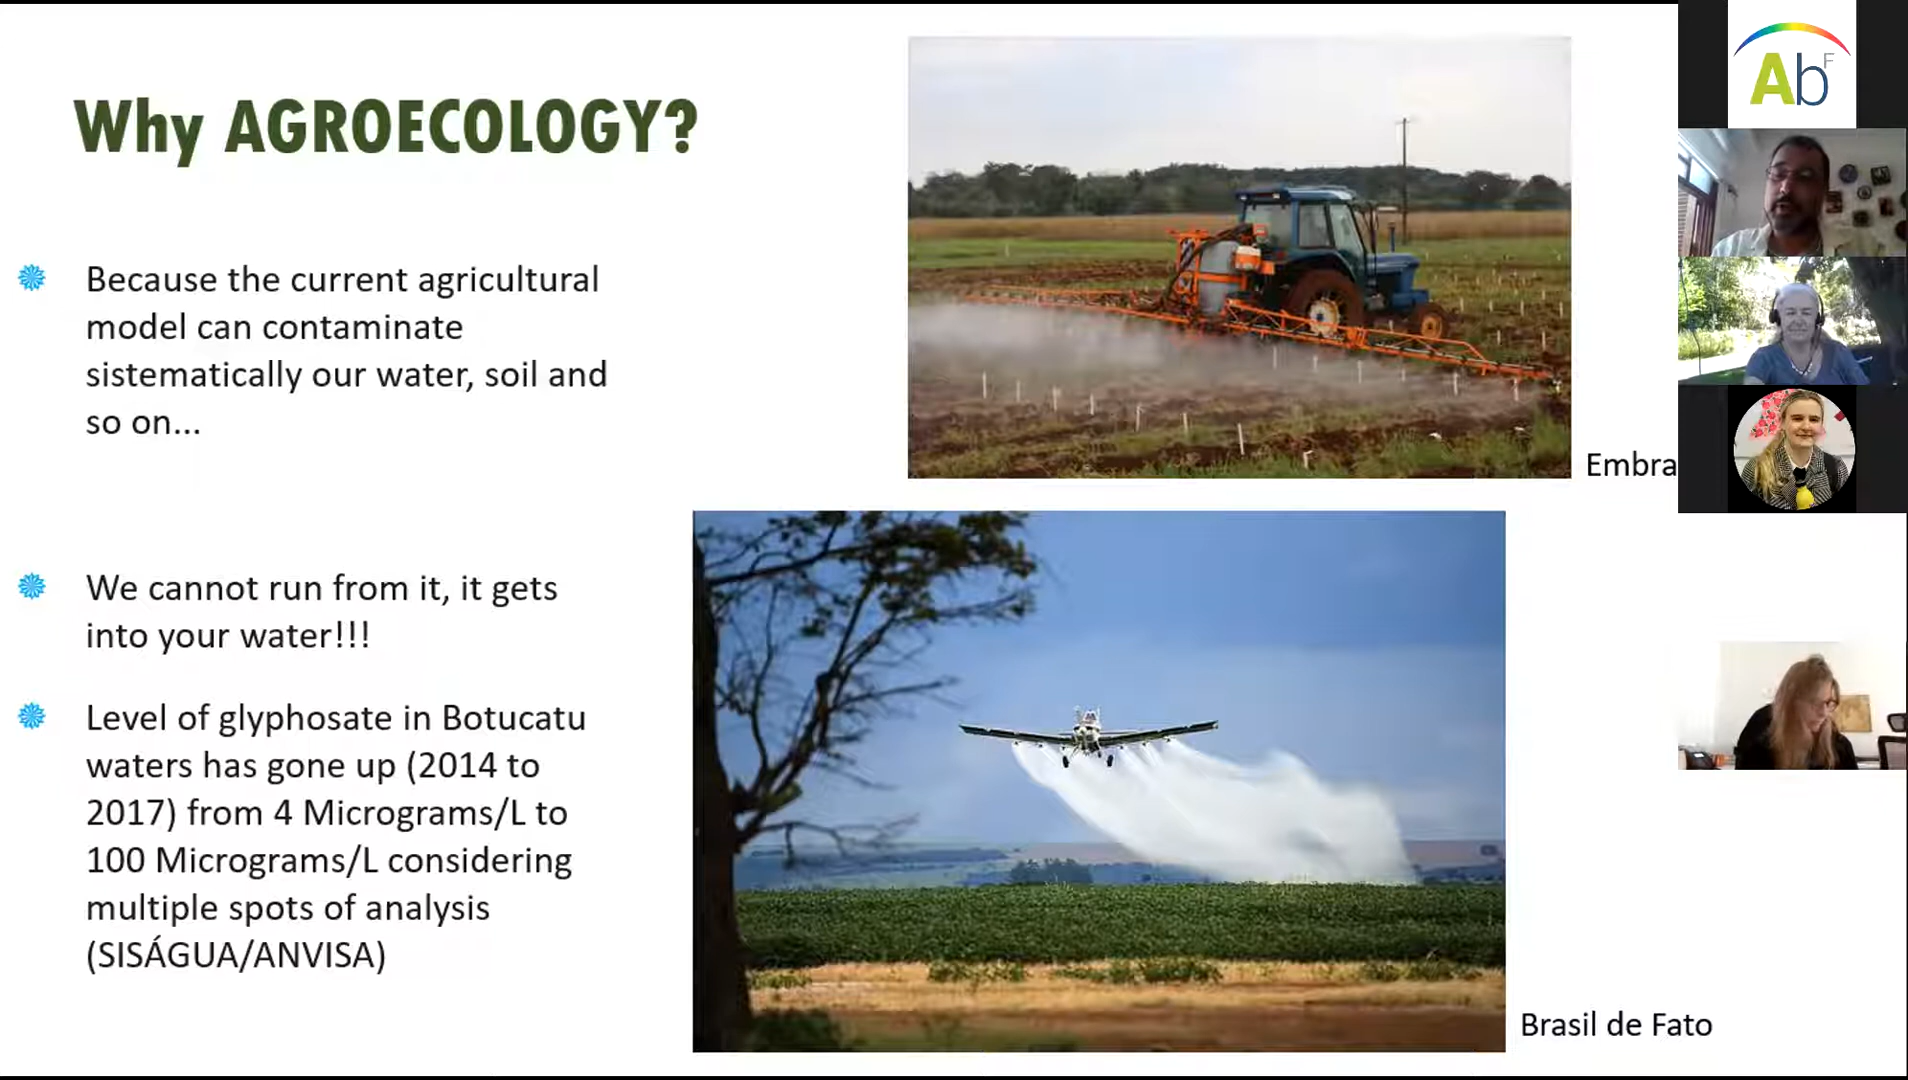 Why AGROECOLOGY?
Because the current agricultural
model can contaminate
sistematically our water, soil and
so on...
We cannot run from it, it gets
into your water!!!
Level of glyphosate in Botucatu
waters has gone up (2014 to
2017) from 4 Micrograms/L to
100 Micrograms/L considering
multiple spots of analysis
(SISÁGUA/ANVISA)
Embra
Brasil de Fato
Ab F